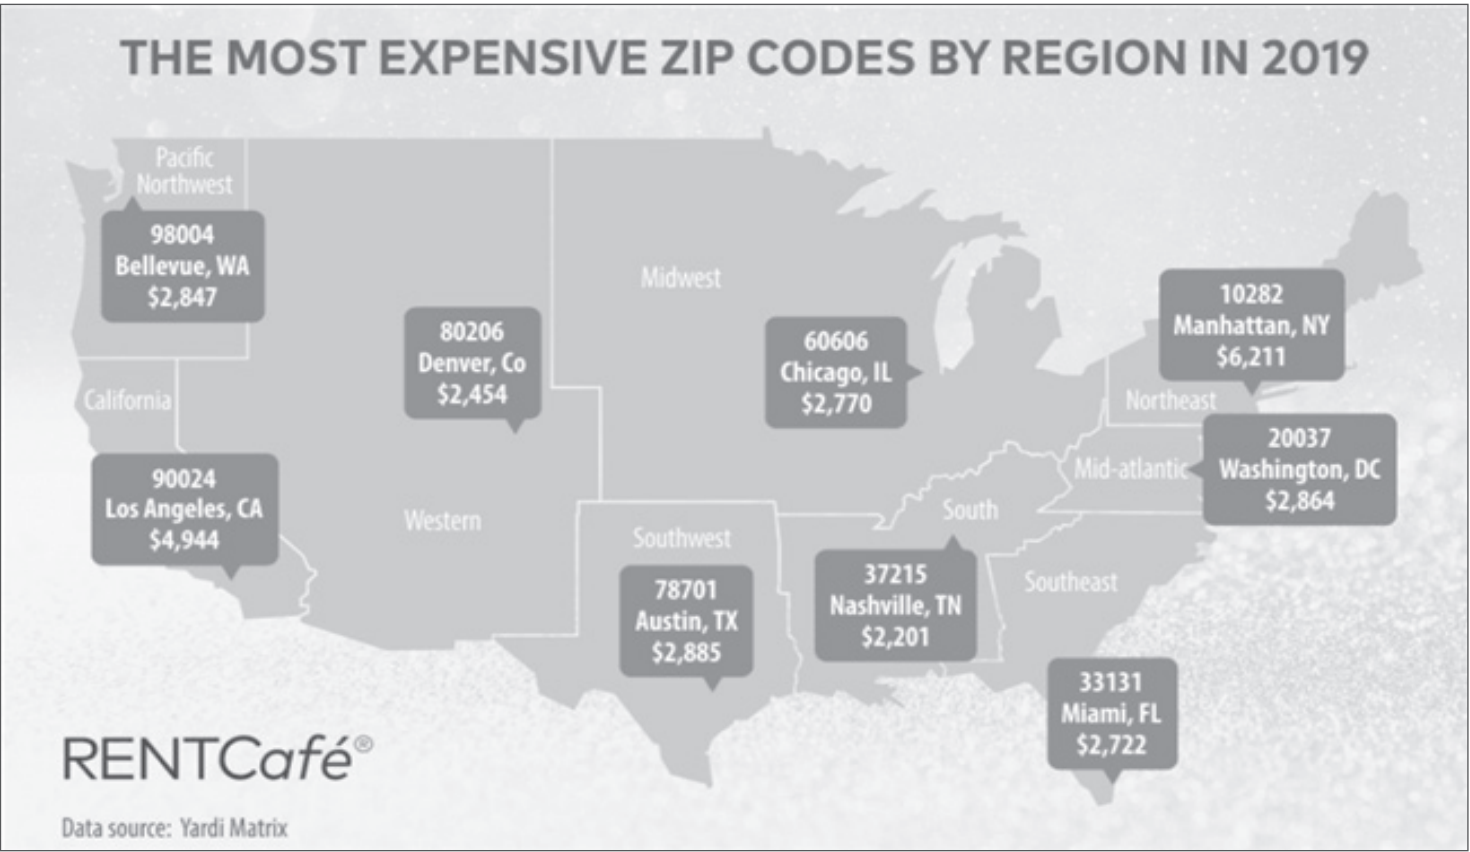 THE MOST EXPENSIVE ZIP CODES BY REGION IN 2019
Pacific
Northwest
98004
Bellevue, WA
$2,847
Midwest
10282
Manhattan, NY
$6,211
80206
Denver, Co
$2,454
60606
Chicago, IL
$2,770
California
Northeast
20037
Washington, DC
$2,864
Mid-atlantic
90024
Los Angeles, CA
$4,944
Western
South
Southwest
78701
Austin, TX
$2,885
37215
Nashville, TN
$2,201
Southeast
33131
Miami, FL
$2,722
RENTCafé®
Data source: Yardi Matrix